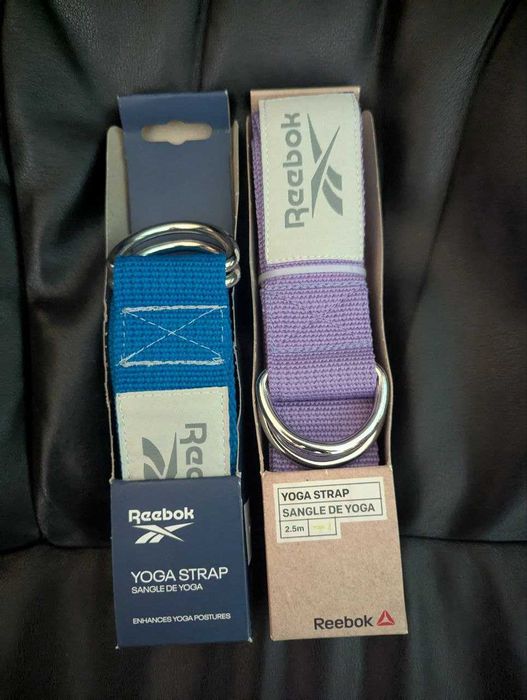 Reebok
Reebok
YOGA STRAP
SANGLE DE YOGA
ENHANCES YOGA POSTURES
Reebok
YOGA STRAP
SANGLE DE YOGA
2.5m
Reebok